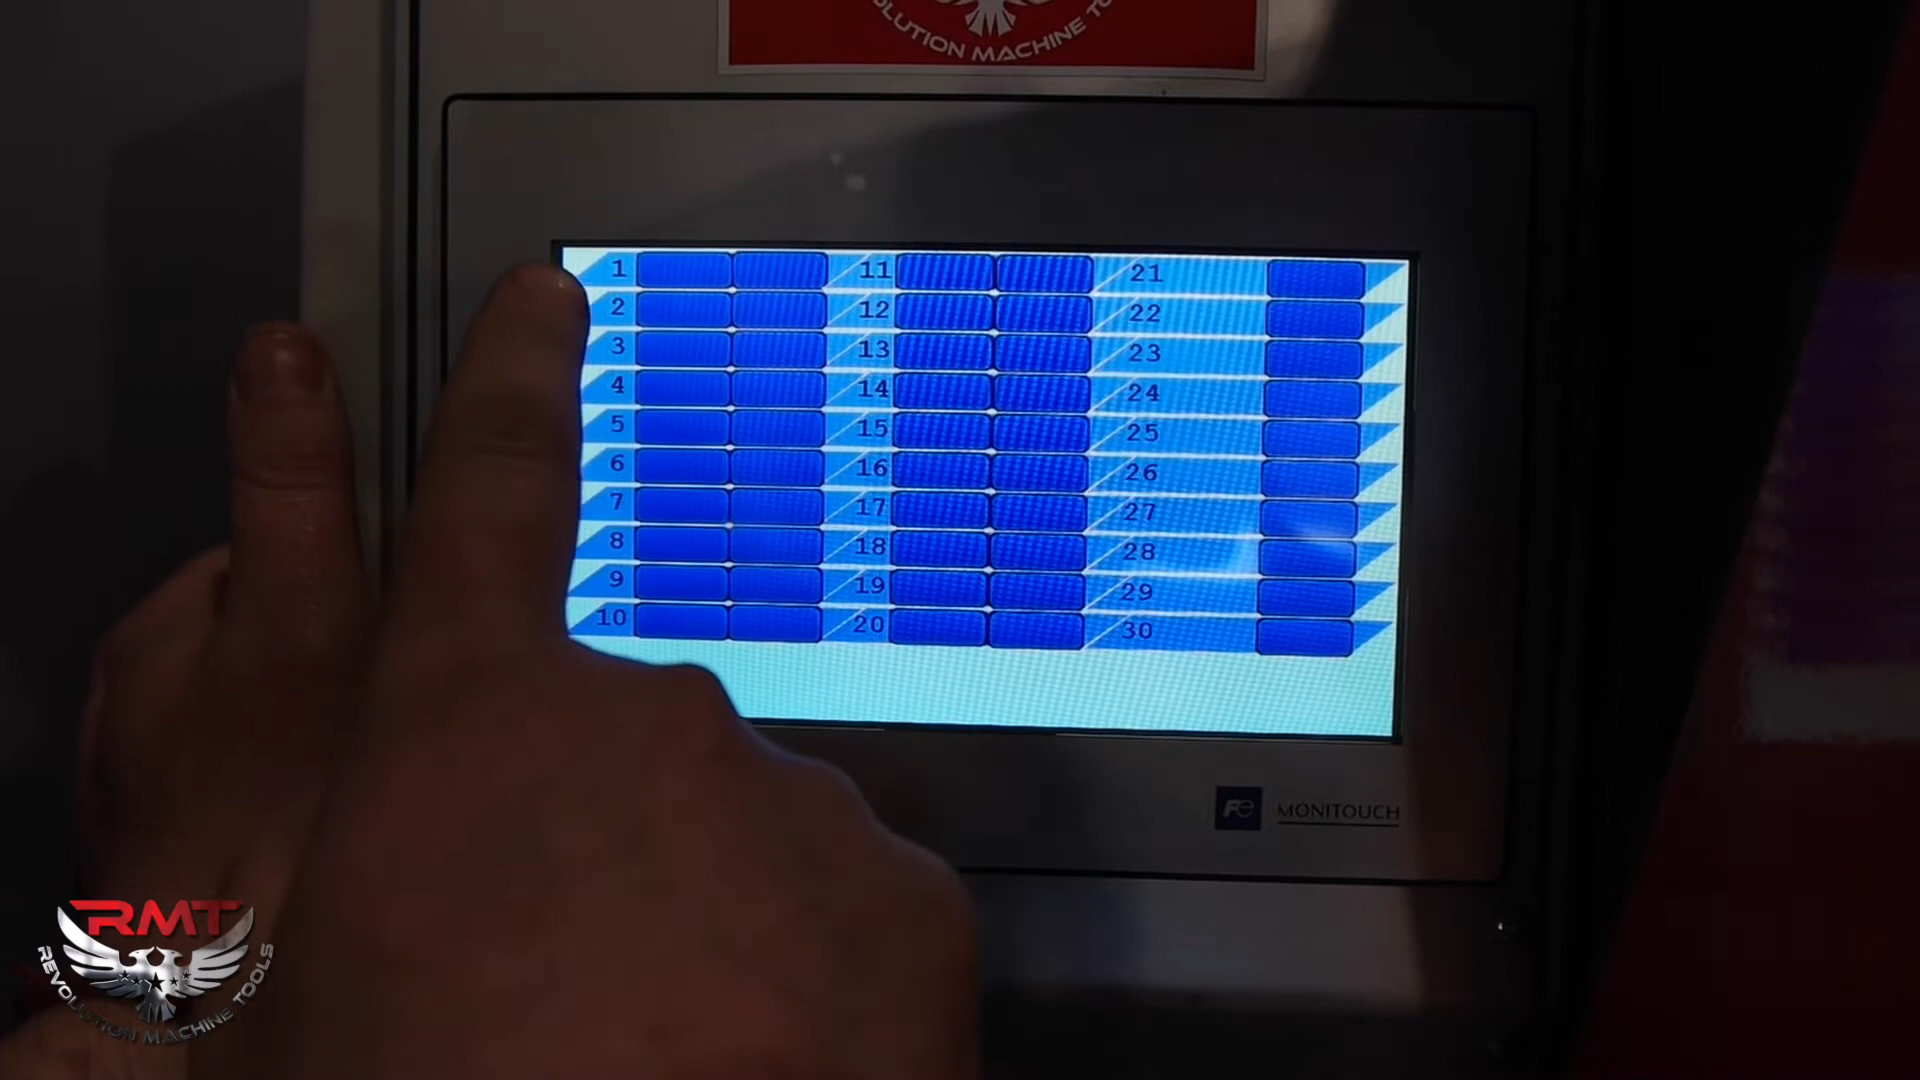 OLUTION MACHINE TO
1 11 21
2 12 22
3 13 23
4 14 24
5 15 25
6 16 26
7 17 27
8 18 28
9 19 29
10 20 30
Fe MONITOUCH
RMT
REVOLUTION MACHINE TOOLS